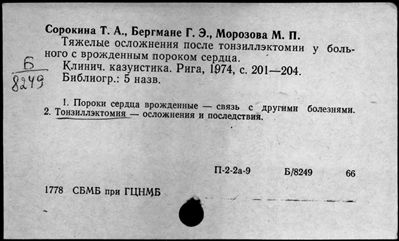 Сорокина Т. А., Бергмане Г. Э., Морозова М. П.
Тяжелые осложнения после тонзиллэктомии у боль-
ного с врожденным пороком сердца.
Б
8249
Клинич. казуистика. Рига, 1974, с. 201—204.
Библиогр.: 5 назв.
1. Пороки сердца врожденные — связь с другими болезнями.
2. Тонзиллэктомия — осложнения и последствия.
П-2-2а-9 Б/8249 66
1778 СБМБ при ГЦНМБ